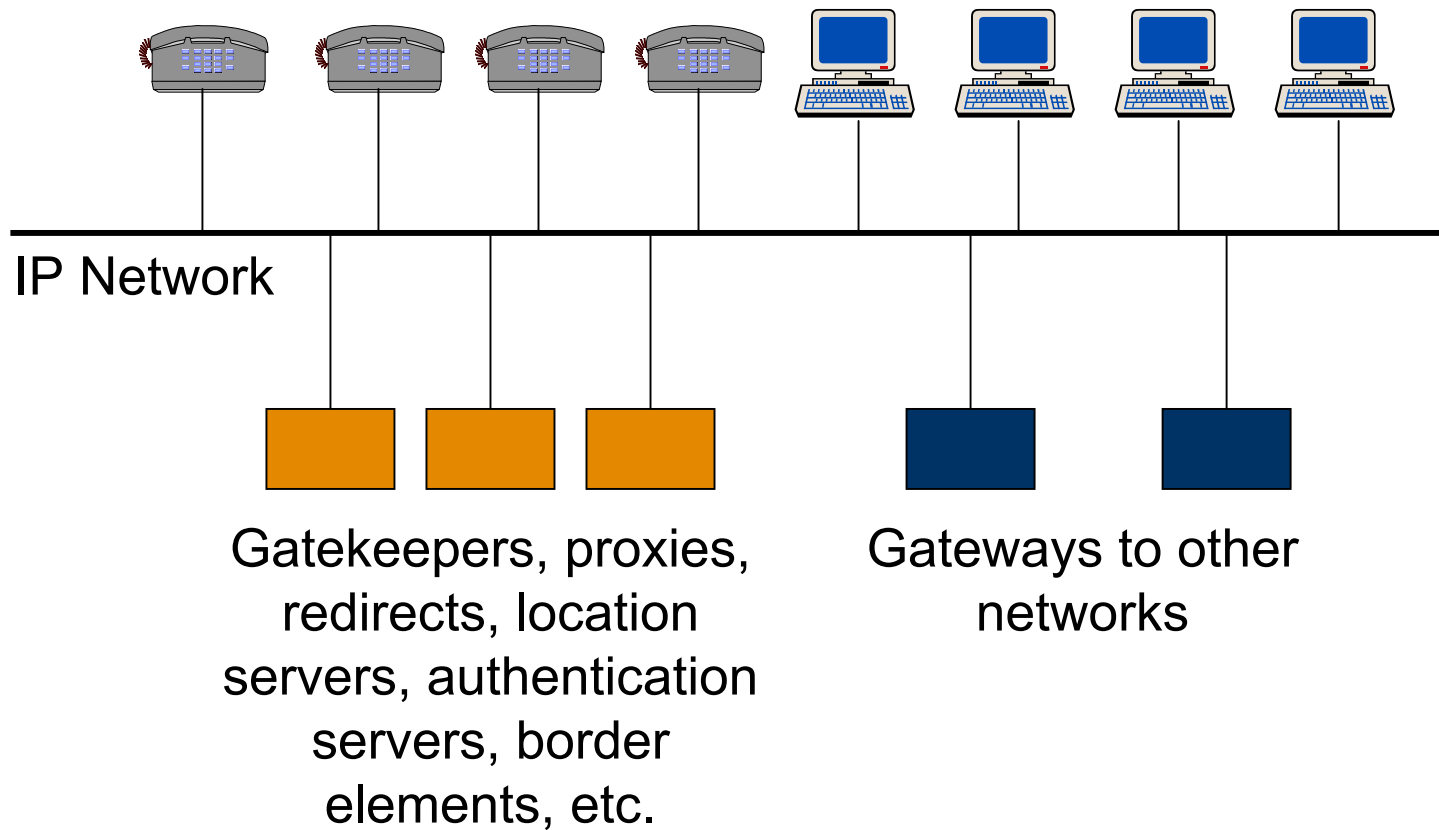 IP Network
Gatekeepers, proxies,
redirects, location
servers, authentication
servers, border
elements, etc.
Gateways to other
networks